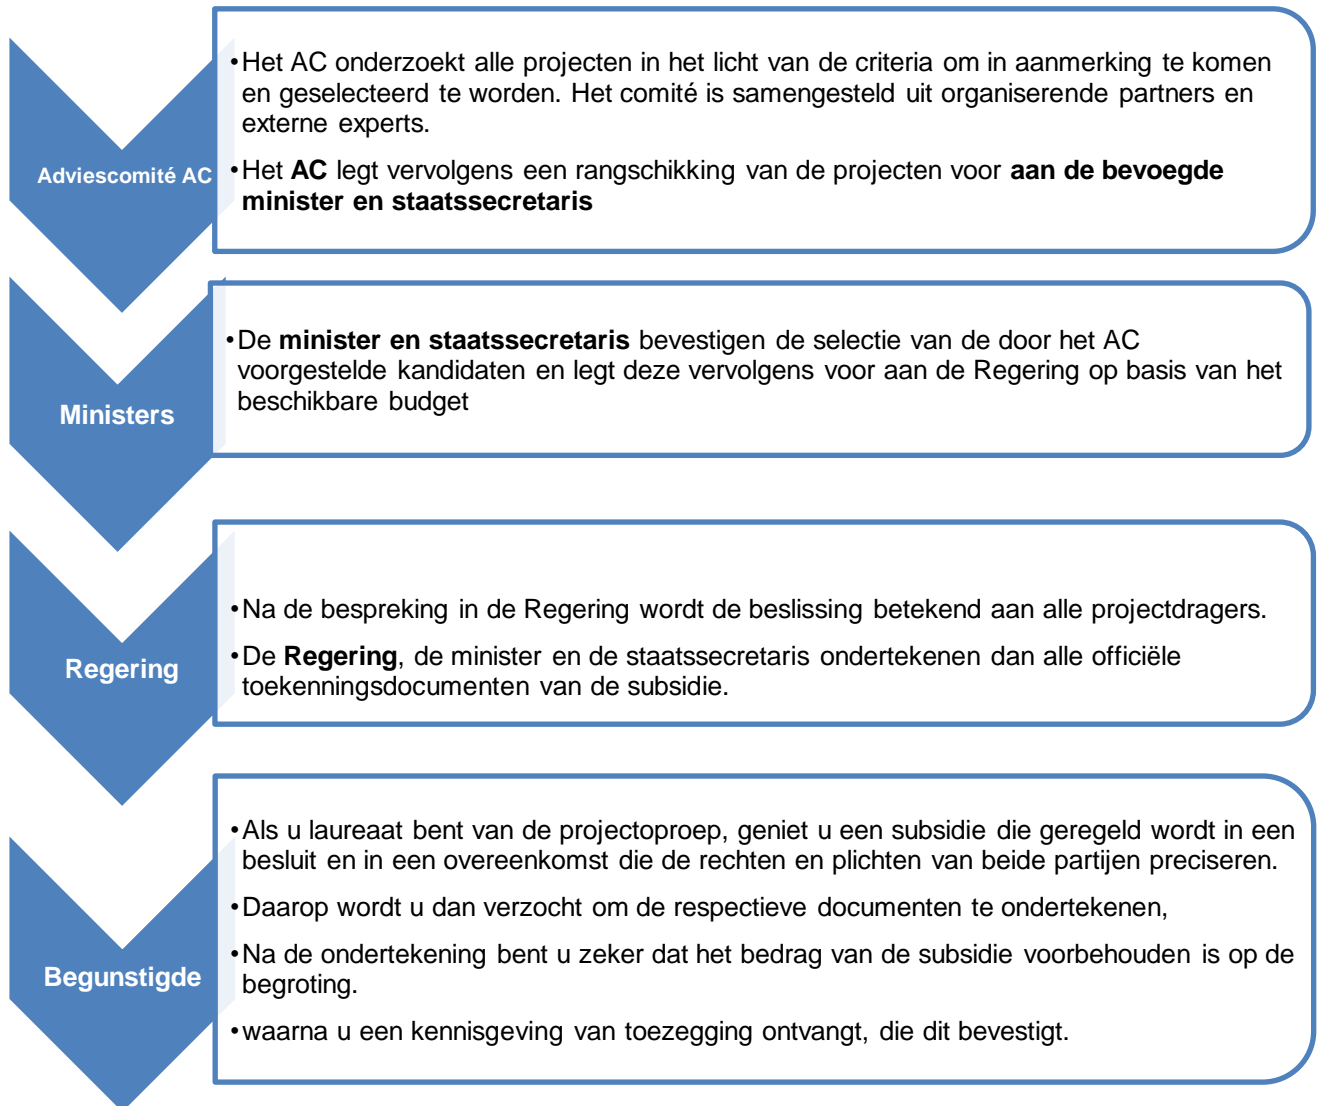 •Het AC onderzoekt alle projecten in het licht van de criteria om in aanmerking te komen
en geselecteerd te worden. Het comité is samengesteld uit organiserende partners en
externe experts.
Adviescomité AC
•Het AC legt vervolgens een rangschikking van de projecten voor aan de bevoegde
minister en staatssecretaris
•De minister en staatssecretaris bevestigen de selectie van de door het AC
voorgestelde kandidaten en legt deze vervolgens voor aan de Regering op basis van het
beschikbare budget
Ministers
•Na de bespreking in de Regering wordt de beslissing betekend aan alle projectdragers.
•De Regering, de minister en de staatssecretaris ondertekenen dan alle officiële
toekenningsdocumenten van de subsidie.
Regering
•Als u laureaat bent van de projectoproep, geniet u een subsidie die geregeld wordt in een
besluit en in een overeenkomst die de rechten en plichten van beide partijen preciseren.
•Daarop wordt u dan verzocht om de respectieve documenten te ondertekenen,
•Na de ondertekening bent u zeker dat het bedrag van de subsidie voorbehouden is op de
begroting.
Begunstigde
•waarna u een kennisgeving van toezegging ontvangt, die dit bevestigt.